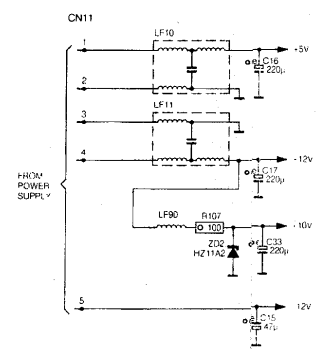 CN11
LF10
1
+5V
C16
220µ
2
LF11
3
4
-12V
C17
220µ
FROM
POWER
SUPPLY
LF90
R107
100
-10V
ZD2
HZ11A2
C33
220µ
5
12V
C15
47µ